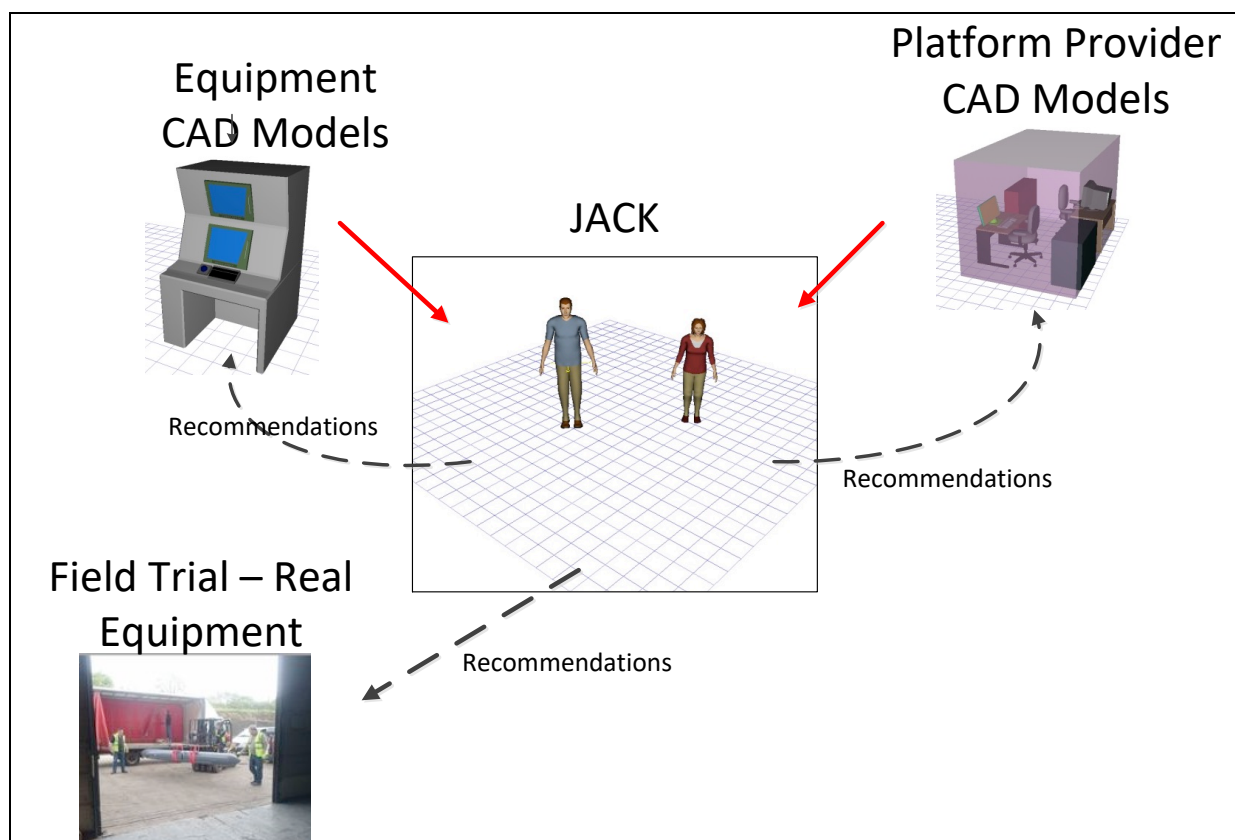 Equipment
CAD Models
Platform Provider
CAD Models
JACK
Recommendations
Recommendations
Field Trial – Real
Equipment
Recommendations